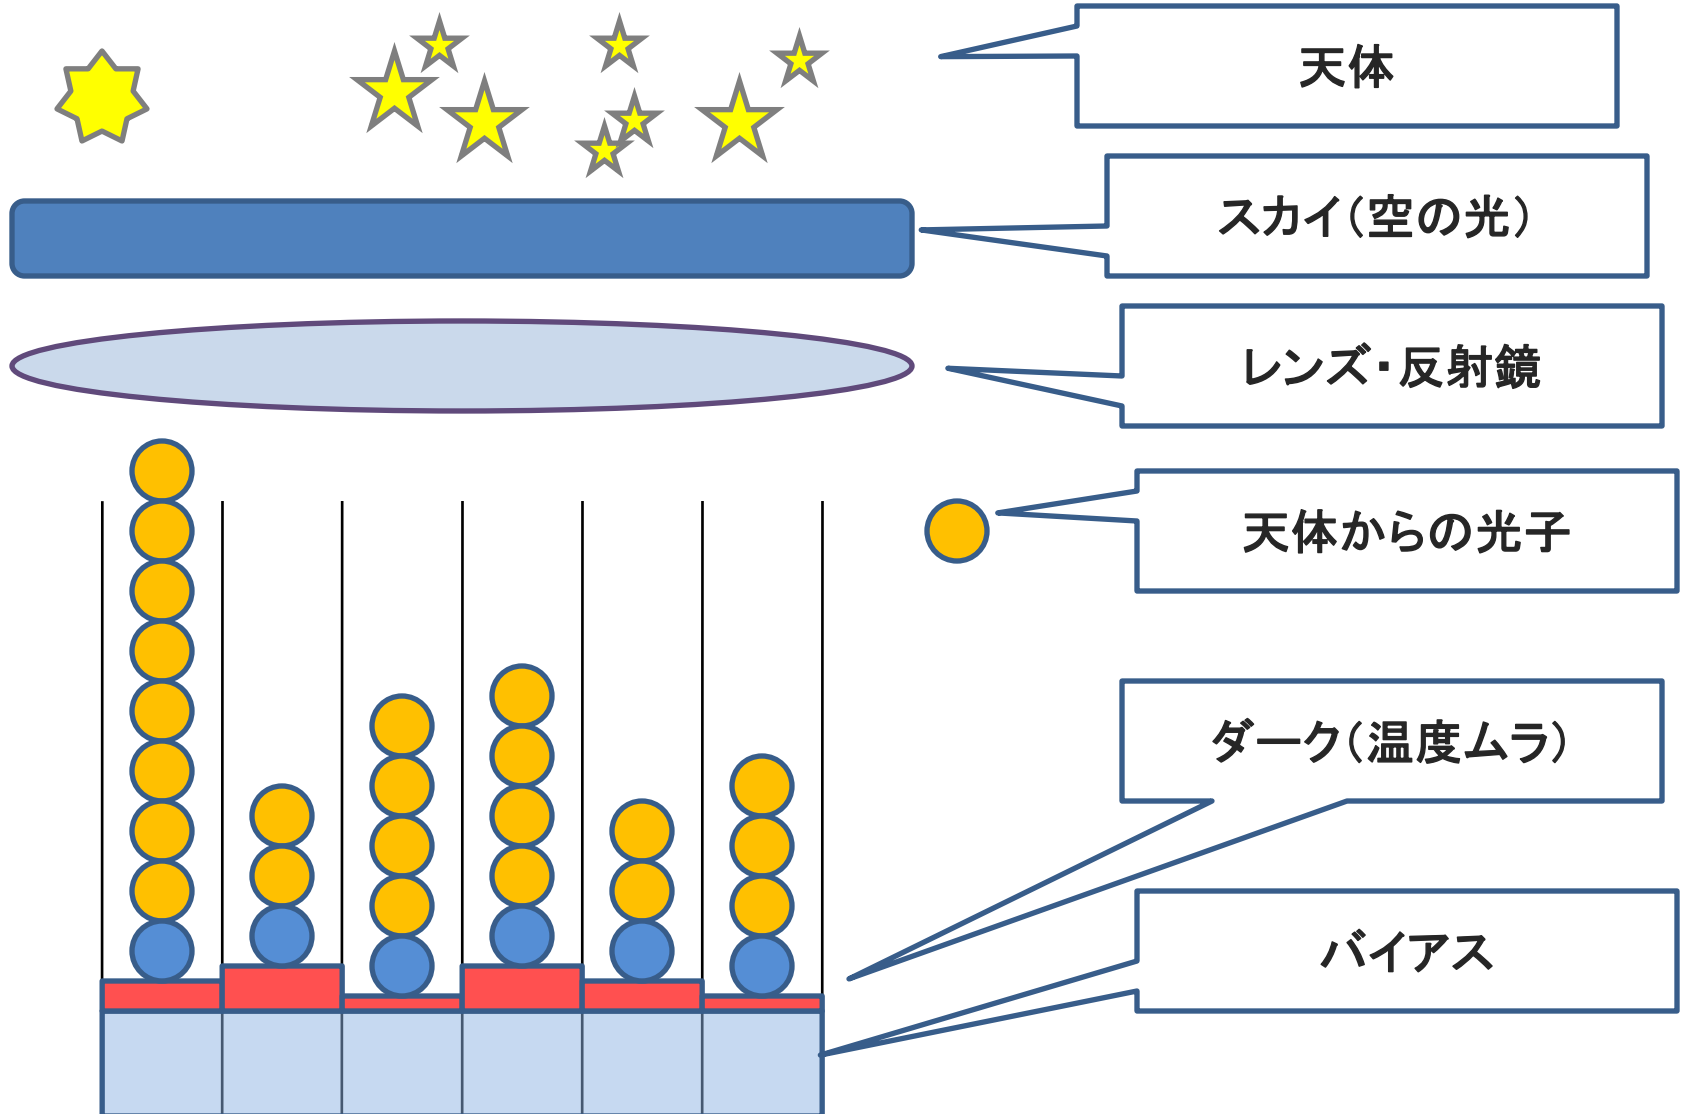 天体
スカイ（空の光）
レンズ・反射鏡
天体からの光子
ダーク（温度ムラ）
バイアス